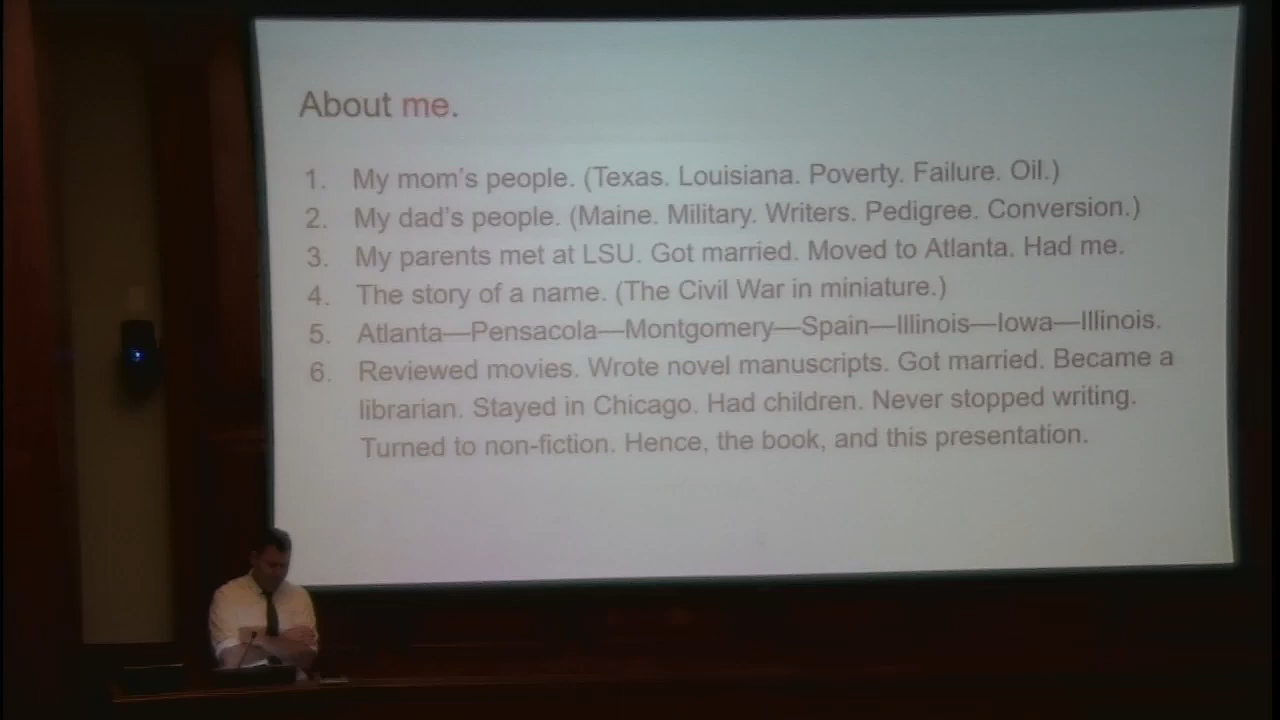 About me.
1. My mom's people. (Texas. Louisiana. Poverty. Failure. Oil.)
2. My dad's people. (Maine. Military. Writers. Pedigree. Conversion.)
3. My parents met at LSU. Got married. Moved to Atlanta. Had me.
4. The story of a name. (The Civil War in miniature.)
5. Atlanta—Pensacola—Montgomery—Spain—Illinois—Iowa—Illinois.
6. Reviewed movies. Wrote novel manuscripts. Got married. Became a
librarian. Stayed in Chicago. Had children. Never stopped writing.
Turned to non-fiction. Hence, the book, and this presentation.